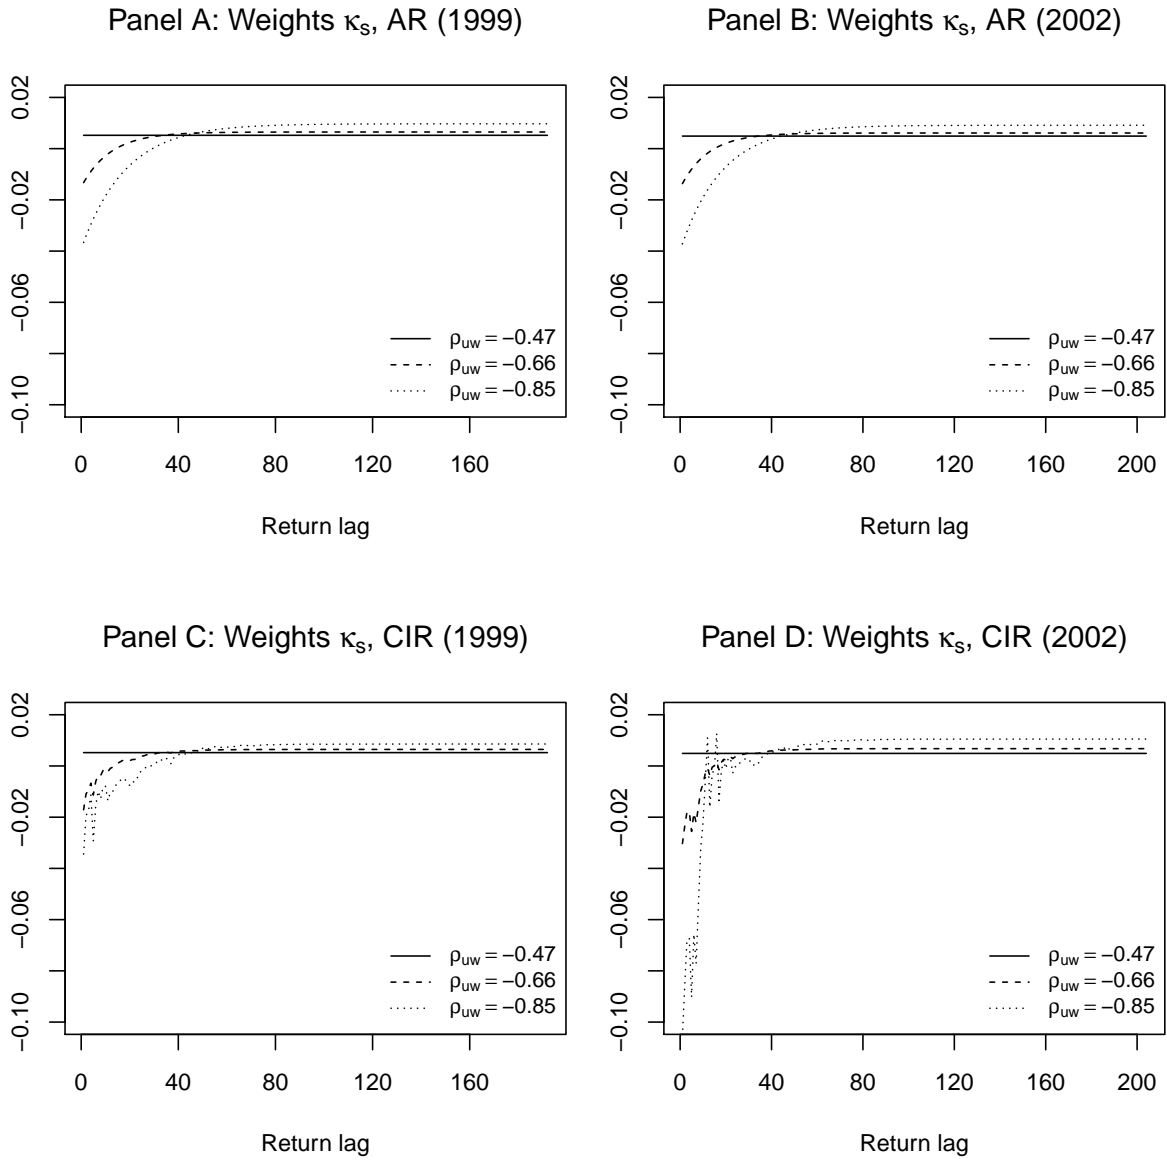 Panel A: Weights κs, AR (1999)
0.02
−0.02
−0.06
−0.10
ρuw = −0.47
ρuw = −0.66
ρuw = −0.85
0 40 80 120 160
Return lag
Panel B: Weights κs, AR (2002)
0.02
−0.02
−0.06
−0.10
ρuw = −0.47
ρuw = −0.66
ρuw = −0.85
0 40 80 120 160 200
Return lag
Panel C: Weights κs, CIR (1999)
0.02
−0.02
−0.06
−0.10
ρuw = −0.47
ρuw = −0.66
ρuw = −0.85
0 40 80 120 160
Return lag
Panel D: Weights κs, CIR (2002)
0.02
−0.02
−0.06
−0.10
ρuw = −0.47
ρuw = −0.66
ρuw = −0.85
0 40 80 120 160 200
Return lag